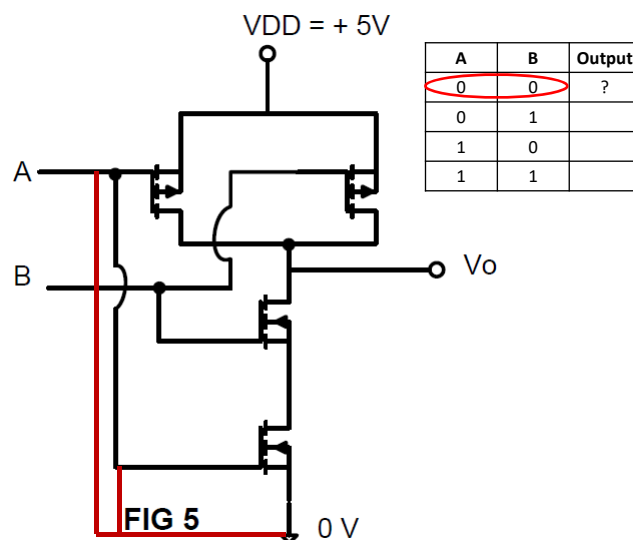 VDD = + 5V
A B Output
0 0 ?
0 1
1 0
1 1
A
B
Vo
FIG 5
0 V